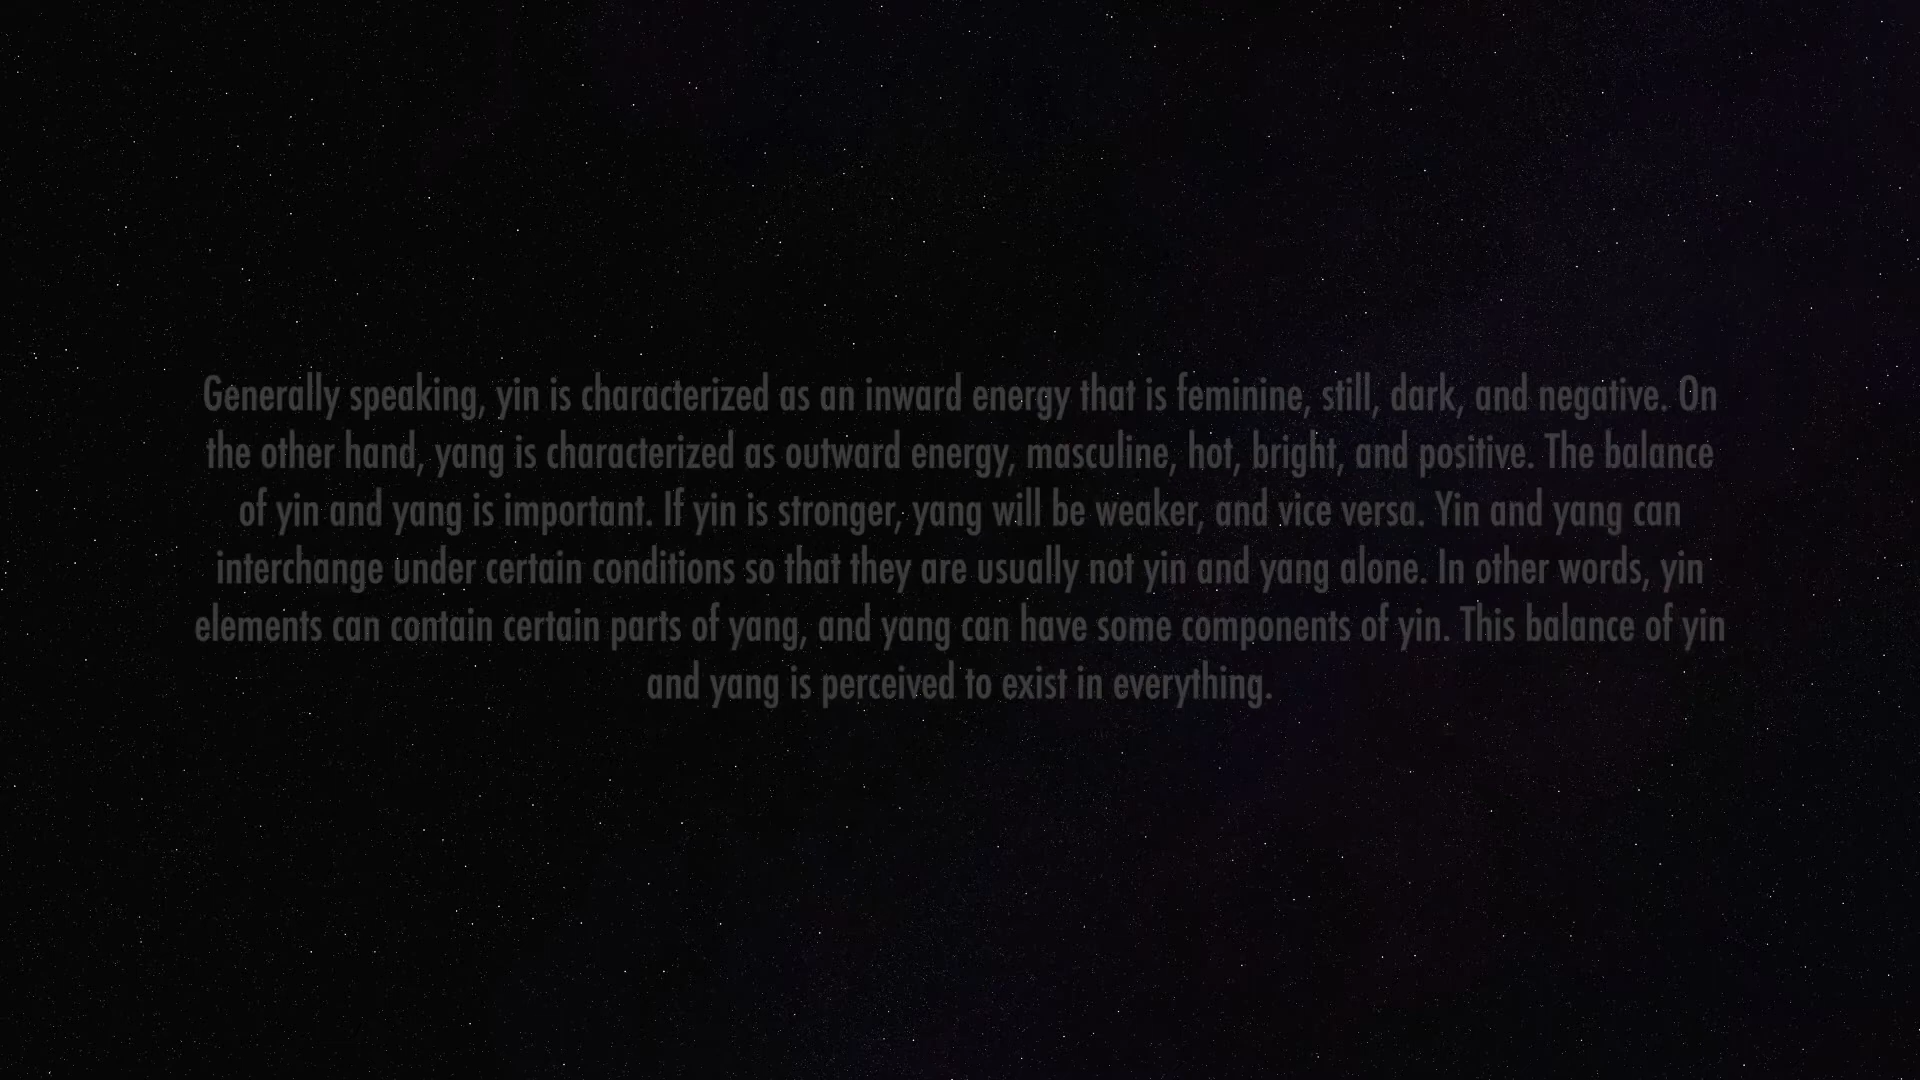 Generally speaking, yin is characterized as an inward energy that is feminine, still, dark, and negative. On
the other hand, yang is characterized as outward energy, masculine, hot, bright, and positive. The balance
of yin and yang is important. If yin is stronger, yang will be weaker, and vice versa. Yin and yang can
interchange under certain conditions so that they are usually not yin and yang alone. In other words, yin
elements can contain certain parts of yang, and yang can have some components of yin. This balance of yin
and yang is perceived to exist in everything.